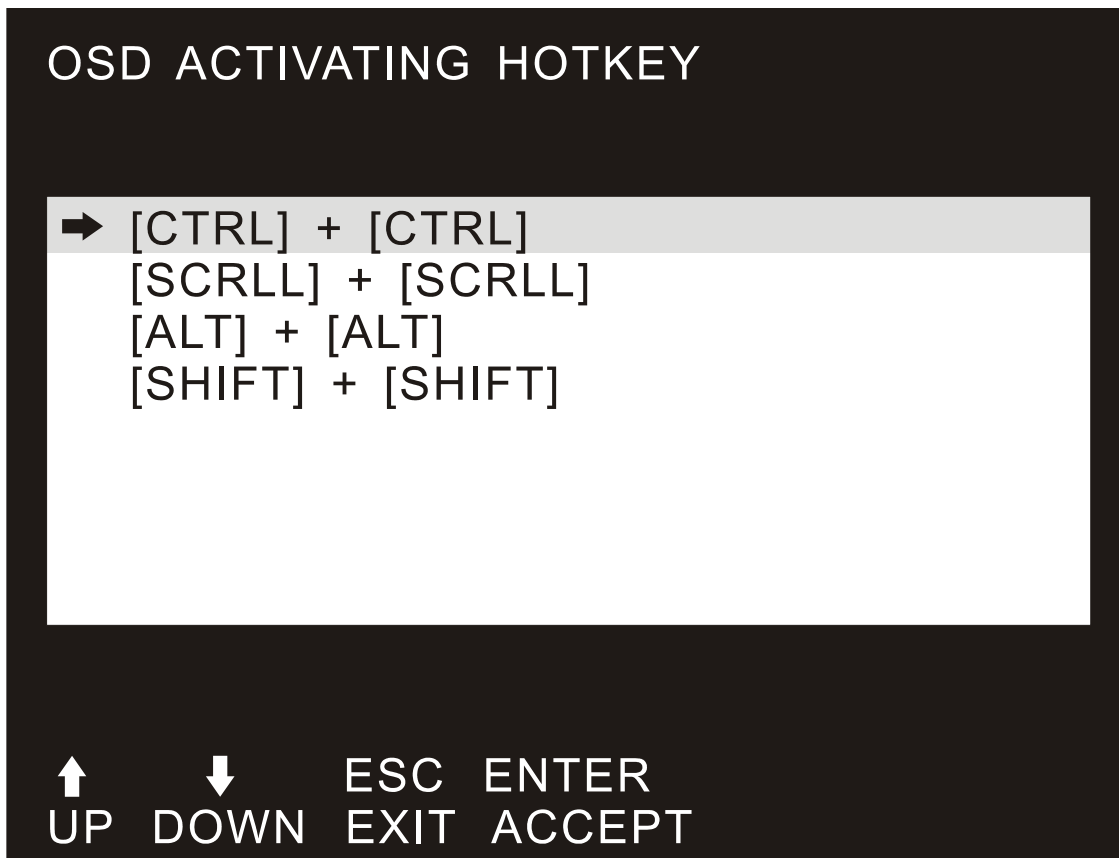 OSD ACTIVATING HOTKEY
[CTRL] + [CTRL]
[SCRLL] + [SCRLL]
[ALT] + [ALT]
[SHIFT] + [SHIFT]
ESC ENTER
UP DOWN EXIT ACCEPT